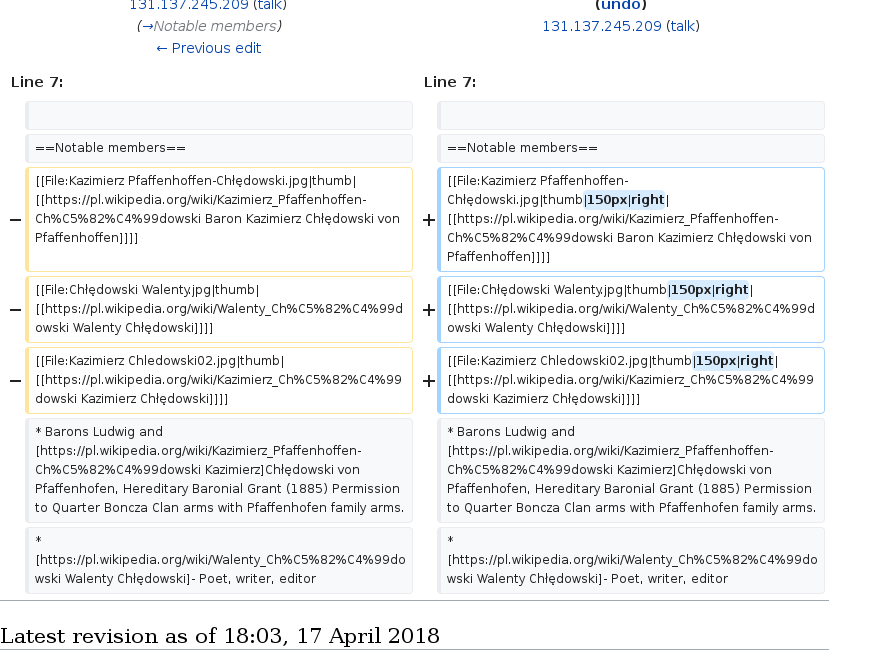 131.137.245.209 (talk)
(→Notable members)
← Previous edit
(undo)
131.137.245.209 (talk)
Line 7:
Line 7:
==Notable members==
==Notable members==
−
[[File:Kazimierz Pfaffenhoffen-Chłędowski.jpg|thumb|
[[https://pl.wikipedia.org/wiki/Kazimierz_Pfaffenhoffen-
Ch%C5%82%C4%99dowski Baron Kazimierz Chłędowski von
Pfaffenhoffen]]]]
+
[[File:Kazimierz Pfaffenhoffen-
Chłędowski.jpg|thumb|150px|right|
[[https://pl.wikipedia.org/wiki/Kazimierz_Pfaffenhoffen-
Ch%C5%82%C4%99dowski Baron Kazimierz Chłędowski von
Pfaffenhoffen]]]]
−
[[File:Chłędowski Walenty.jpg|thumb|
[[https://pl.wikipedia.org/wiki/Walenty_Ch%C5%82%C4%99d
owski Walenty Chłędowski]]]]
+
[[File:Chłędowski Walenty.jpg|thumb|150px|right|
[[https://pl.wikipedia.org/wiki/Walenty_Ch%C5%82%C4%99d
owski Walenty Chłędowski]]]]
−
[[File:Kazimierz Chledowski02.jpg|thumb|
[[https://pl.wikipedia.org/wiki/Kazimierz_Ch%C5%82%C4%99
dowski Kazimierz Chłędowski]]]]
+
[[File:Kazimierz Chledowski02.jpg|thumb|150px|right|
[[https://pl.wikipedia.org/wiki/Kazimierz_Ch%C5%82%C4%99
dowski Kazimierz Chłędowski]]]]
* Barons Ludwig and
[https://pl.wikipedia.org/wiki/Kazimierz_Pfaffenhoffen-
Ch%C5%82%C4%99dowski Kazimierz]Chłędowski von
Pfaffenhofen, Hereditary Baronial Grant (1885) Permission
to Quarter Boncza Clan arms with Pfaffenhofen family arms.
* Barons Ludwig and
[https://pl.wikipedia.org/wiki/Kazimierz_Pfaffenhoffen-
Ch%C5%82%C4%99dowski Kazimierz]Chłędowski von
Pfaffenhofen, Hereditary Baronial Grant (1885) Permission
to Quarter Boncza Clan arms with Pfaffenhofen family arms.
*
[https://pl.wikipedia.org/wiki/Walenty_Ch%C5%82%C4%99do
wski Walenty Chłędowski]- Poet, writer, editor
*
[https://pl.wikipedia.org/wiki/Walenty_Ch%C5%82%C4%99do
wski Walenty Chłędowski]- Poet, writer, editor
Latest revision as of 18:03, 17 April 2018